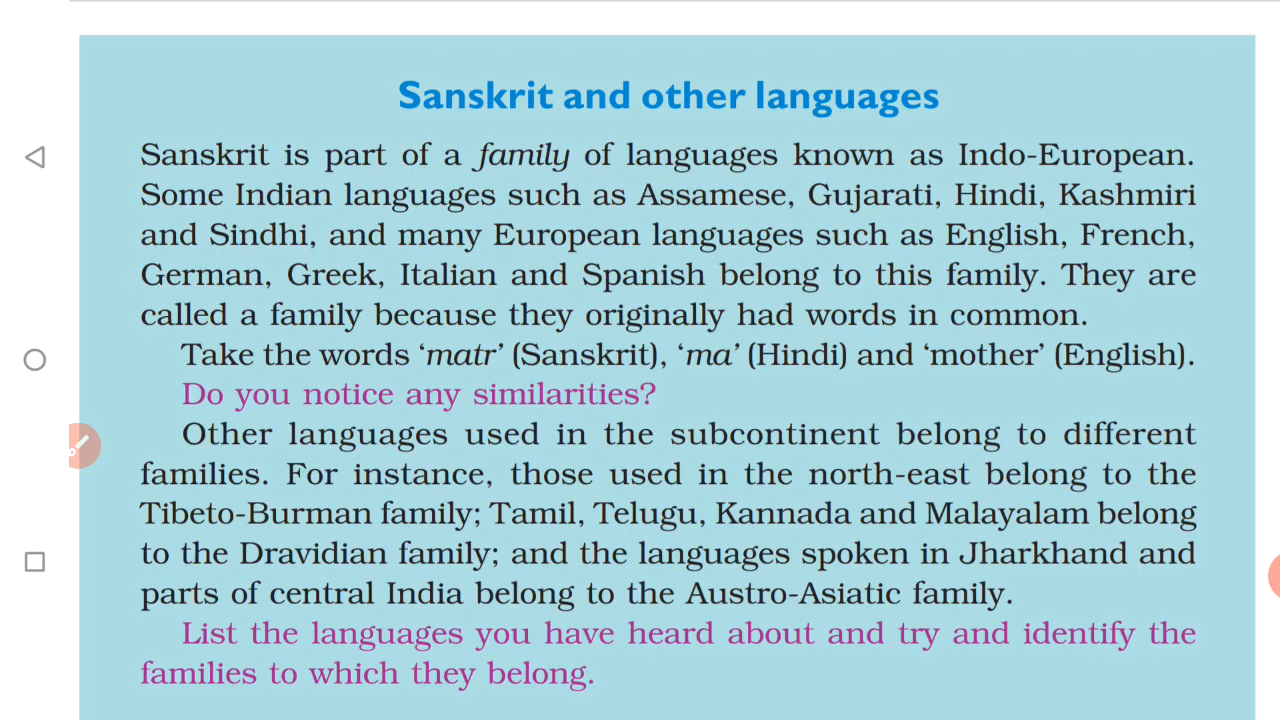 Sanskrit and other languages
Sanskrit is part of a family of languages known as Indo-European.
Some Indian languages such as Assamese, Gujarati, Hindi, Kashmiri
and Sindhi, and many European languages such as English, French,
German, Greek, Italian and Spanish belong to this family. They are
called a family because they originally had words in common.
Take the words ‘matr’ (Sanskrit), ‘ma’ (Hindi) and ‘mother’ (English).
Do you notice any similarities?
Other languages used in the subcontinent belong to different
families. For instance, those used in the north-east belong to the
Tibeto-Burman family; Tamil, Telugu, Kannada and Malayalam belong
to the Dravidian family; and the languages spoken in Jharkhand and
parts of central India belong to the Austro-Asiatic family.
List the languages you have heard about and try and identify the
families to which they belong.